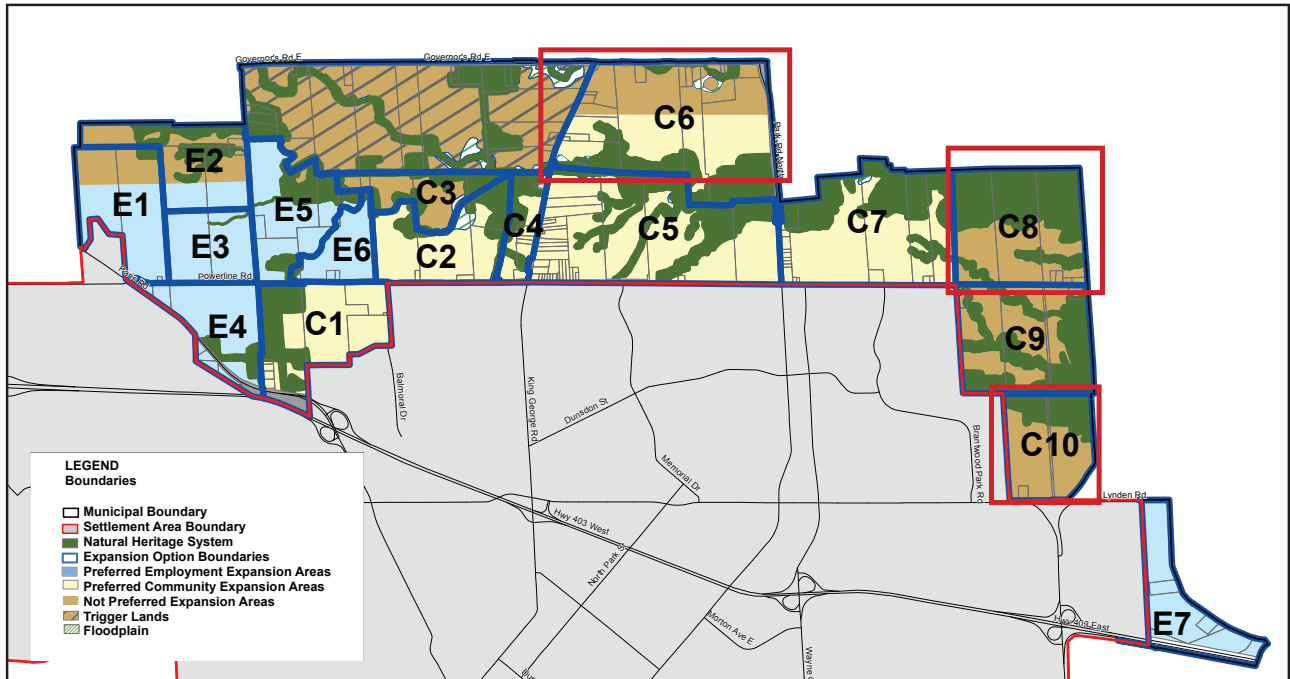 Governor's Rd E
Governor's Rd E
C6
Park Rd North
E2
E1
C3
C8
E5
C4
C5
C7
E3
E6
C2
Powerline Rd
Park Rd
C9
E4
C1
Balmoral Dr
King George Rd
Dunsdon St
Brantwood Park Rd
C10
Memorial Dr
Lynden Rd
Hwy 403 West
North Park St
Morton Ave E
Hwy 403 East
E7
LEGEND
Boundaries
Municipal Boundary
Settlement Area Boundary
Natural Heritage System
Expansion Option Boundaries
Preferred Employment Expansion Areas
Preferred Community Expansion Areas
Not Preferred Expansion Areas
Trigger Lands
Floodplain
Wayne G